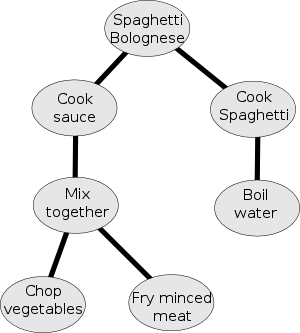 Spaghetti
Bolognese
Cook
sauce
Cook
Spaghetti
Mix
together
Boil
water
Chop
vegetables
Fry minced
meat